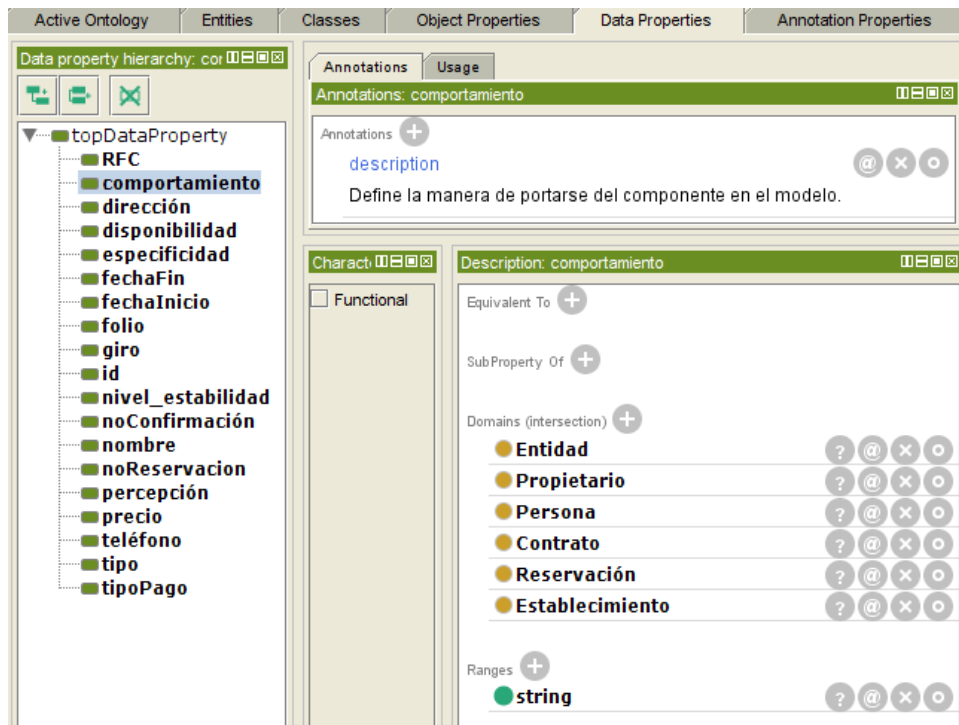 Active Ontology
Entities
Classes
Object Properties
Data Properties
Annotation Properties
Data property hierarchy: cor
topDataProperty
RFC
comportamiento
dirección
disponibilidad
especificidad
fechaFin
fechaInicio
folio
giro
id
nivel_estabilidad
noConfirmación
nombre
noReservacion
percepción
precio
teléfono
tipo
tipoPago
Annotations
Usage
Annotations: comportamiento
Annotations
description
Define la manera de portarse del componente en el modelo.
Characte
Functional
Description: comportamiento
Equivalent To
SubProperty Of
Domains (intersection)
Entidad
Propietario
Persona
Contrato
Reservación
Establecimiento
Ranges
string